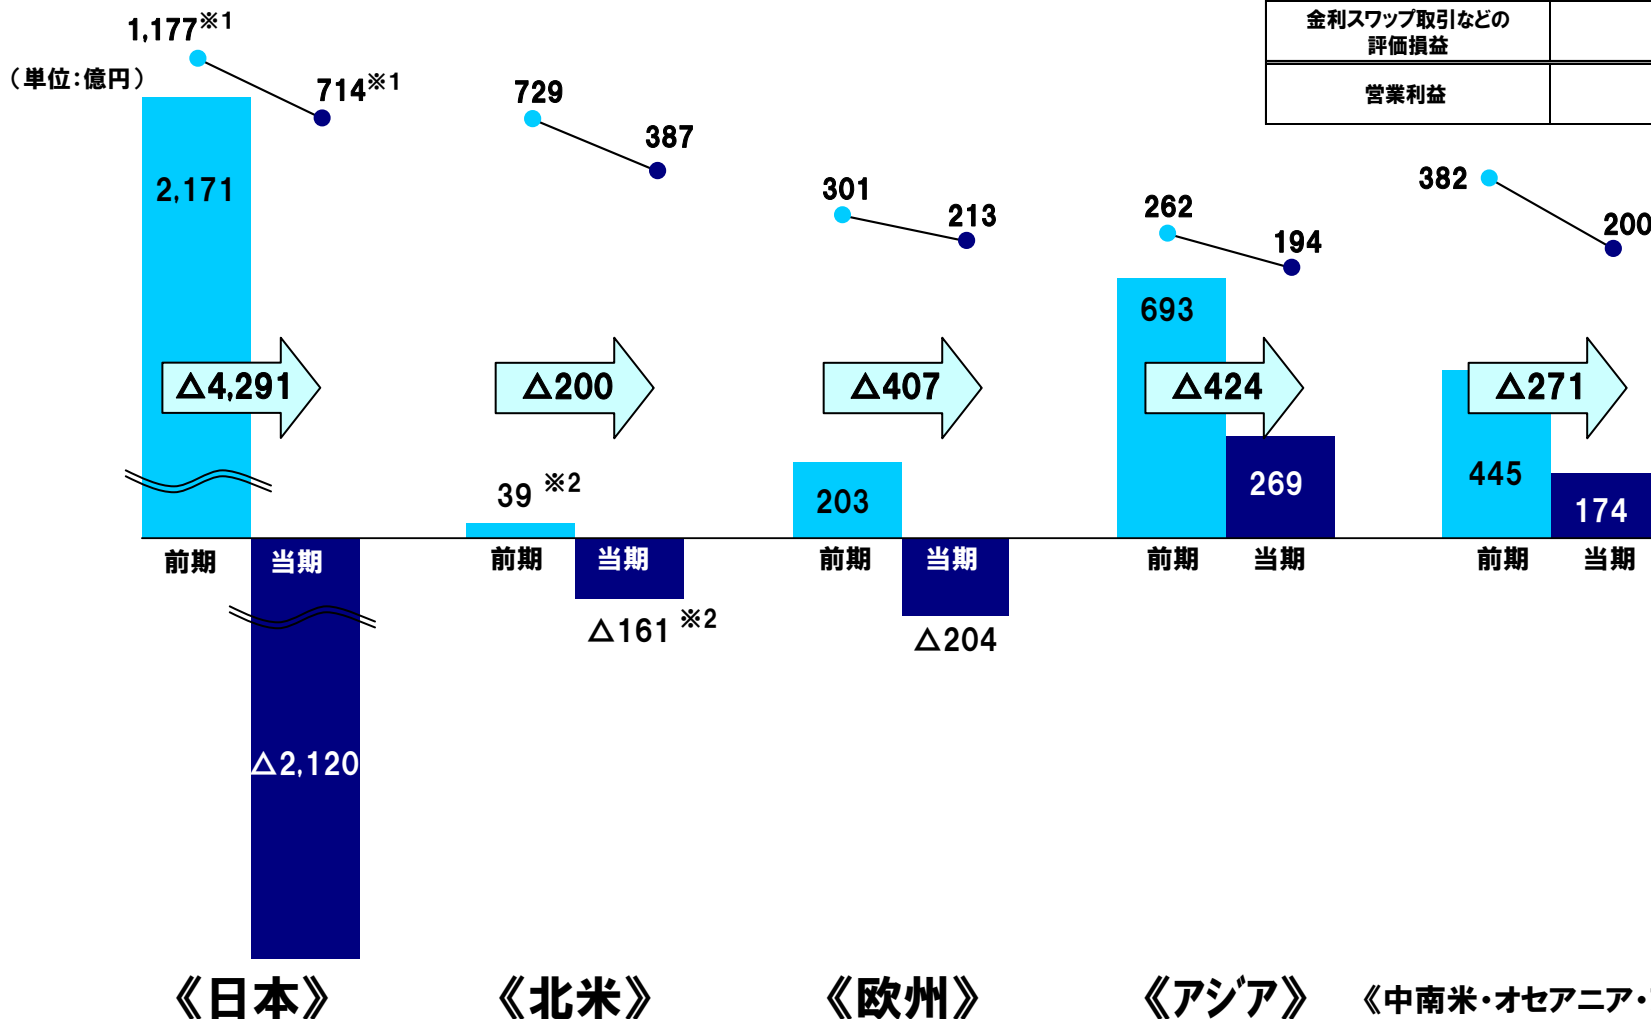 金利スワップ取引などの
評価損益
営業利益
(単位:億円)
1,177※1
714※1
729
387
301
213
262
194
382
200
2,171
693
△4,291
△200
△407
△424
△271
39 ※2
203
269
445
174
前期 当期
前期 当期
前期 当期
前期 当期
前期 当期
△161 ※2
△204
△2,120
《日本》
《北米》
《欧州》
《アジア》
《中南米・オセアニア・